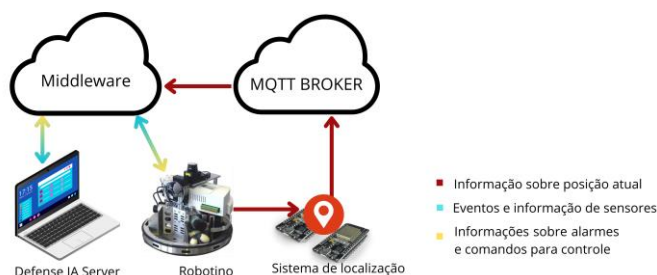 Middleware
MQTT BROKER
Defense IA Server
Robotino
Sistema de localização
Informação sobre posição atual
Eventos e informação de sensores
Informações sobre alarmes
e comandos para controle